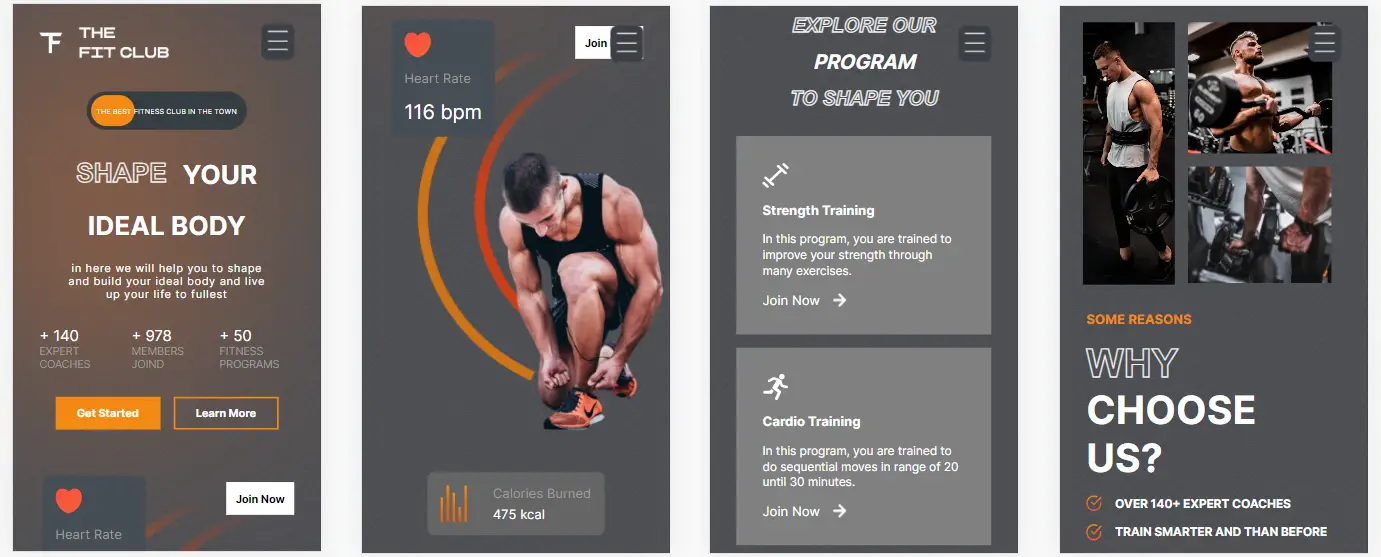 THE
FIT CLUB
THE BEST FITNESS CLUB IN THE TOWN
SHAPE YOUR
IDEAL BODY
in here we will help you to shape
and build your ideal body and live
up your life to fullest
+ 140
EXPERT
COACHES
+ 978
MEMBERS
JOIND
+ 50
FITNESS
PROGRAMS
Get Started
Learn More
Heart Rate
Join Now
Heart Rate
116 bpm
Join
Calories Burned
475 kcal
EXPLORE OUR
PROGRAM
TO SHAPE YOU
Strength Training
In this program, you are trained to
improve your strength through
many exercises.
Join Now
Cardio Training
In this program, you are trained to
do sequential moves in range of 20
until 30 minutes.
Join Now
SOME REASONS
WHY
CHOOSE
US?
OVER 140+ EXPERT COACHES
TRAIN SMARTER AND THAN BEFORE